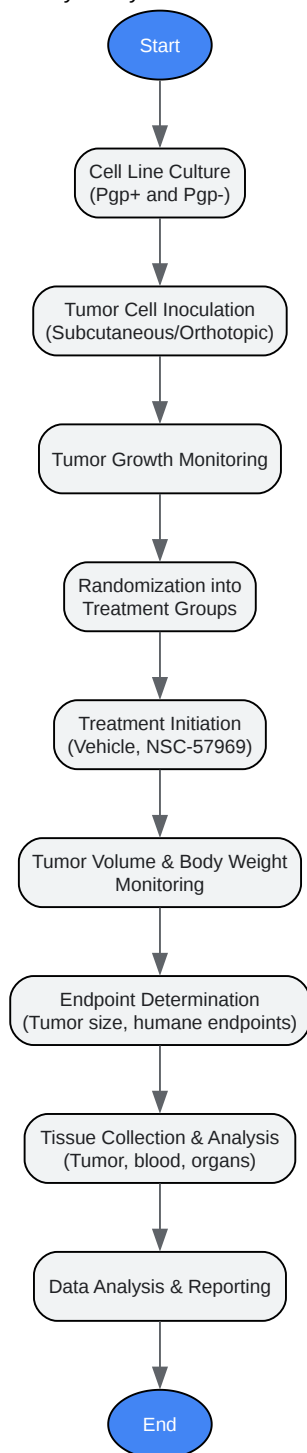 Start
Cell Line Culture
(Pgp+ and Pgp-)
Tumor Cell Inoculation
(Subcutaneous/Orthotopic)
Tumor Growth Monitoring
Randomization into
Treatment Groups
Treatment Initiation
(Vehicle, NSC-57969)
Tumor Volume & Body Weight
Monitoring
Endpoint Determination
(Tumor size, humane endpoints)
Tissue Collection & Analysis
(Tumor, blood, organs)
Data Analysis & Reporting
End